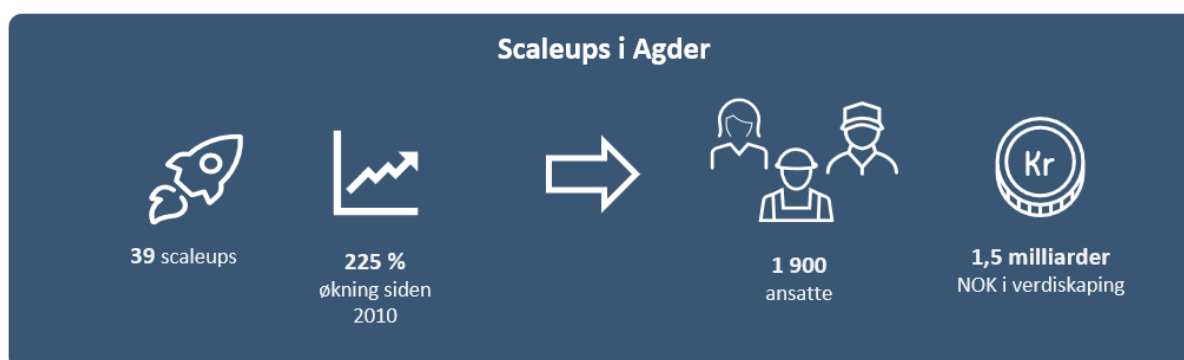 Scaleups i Agder
Kr
39 scaleups
225 %
økning siden
2010
1 900
ansatte
1,5 milliarder
NOK i verdiskaping